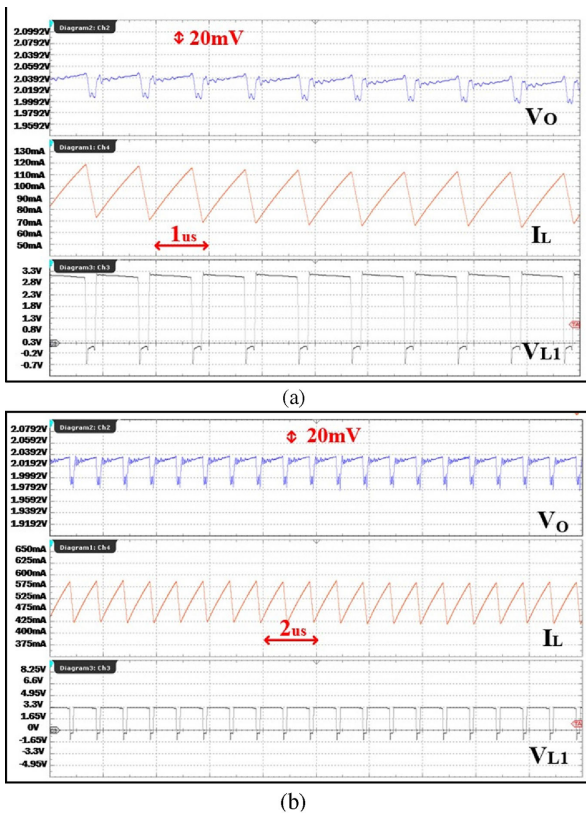 Diagram2: Ch2
20mV
2.0992V
2.0792V
2.0392V
2.0592V
2.0392V
2.0192V
1.9992V
1.9792V
1.9592V
VO
Diagram1: Ch4
130mA
120mA
110mA
100mA
90mA
80mA
70mA
60mA
50mA
1us
IL
Diagram3: Ch3
3.3V
2.8V
2.3V
1.8V
1.3V
0.8V
0.3V
-0.2V
-0.7V
VL1
(a)
Diagram2: Ch2
20mV
2.0792V
2.0592V
2.0392V
2.0192V
1.9992V
1.9792V
1.9592V
1.9392V
1.9192V
VO
Diagram1: Ch4
650mA
625mA
600mA
575mA
525mA
475mA
425mA
400mA
375mA
2us
IL
Diagram3: Ch3
8.25V
6.6V
4.95V
3.3V
1.65V
0V
-1.65V
-3.3V
-4.95V
VL1
(b)